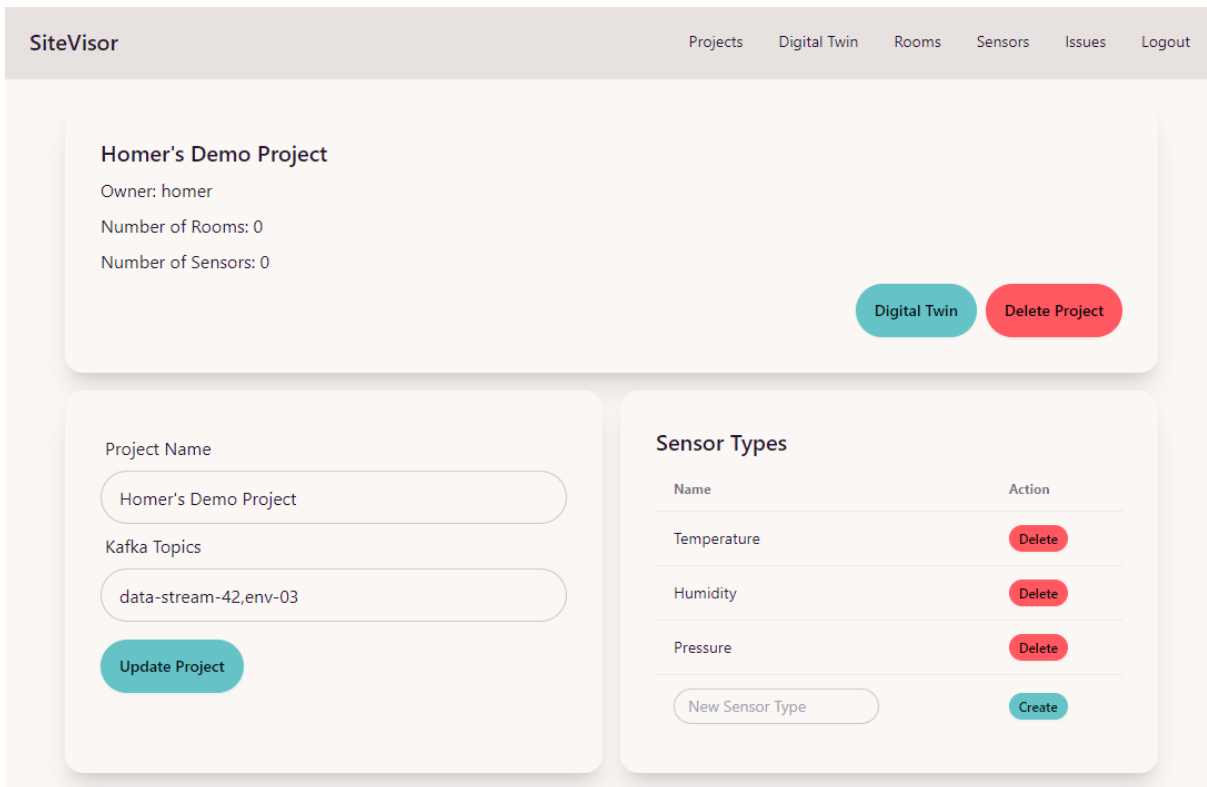 SiteVisor
Projects Digital Twin Rooms Sensors Issues Logout
Homer's Demo Project
Owner: homer
Number of Rooms: 0
Number of Sensors: 0
Digital Twin Delete Project
Project Name
Homer's Demo Project
Kafka Topics
data-stream-42,env-03
Update Project
Sensor Types
Name Action
Temperature Delete
Humidity Delete
Pressure Delete
New Sensor Type Create